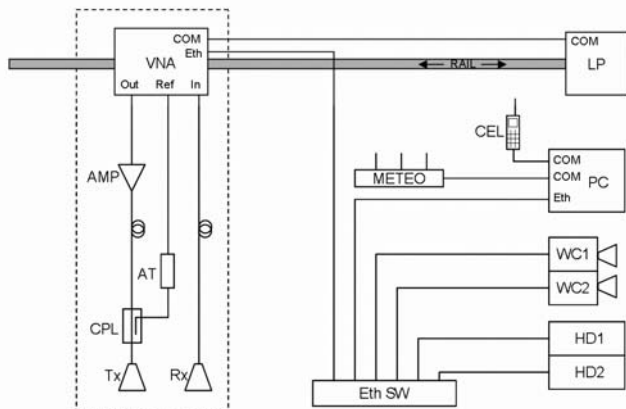 COM
VNA
Eth
Out Ref In
RAIL
COM
LP
CEL
COM
METEO
COM
PC
Eth
AMP
AT
CPL
WC1
WC2
HD1
HD2
Tx
Rx
Eth SW